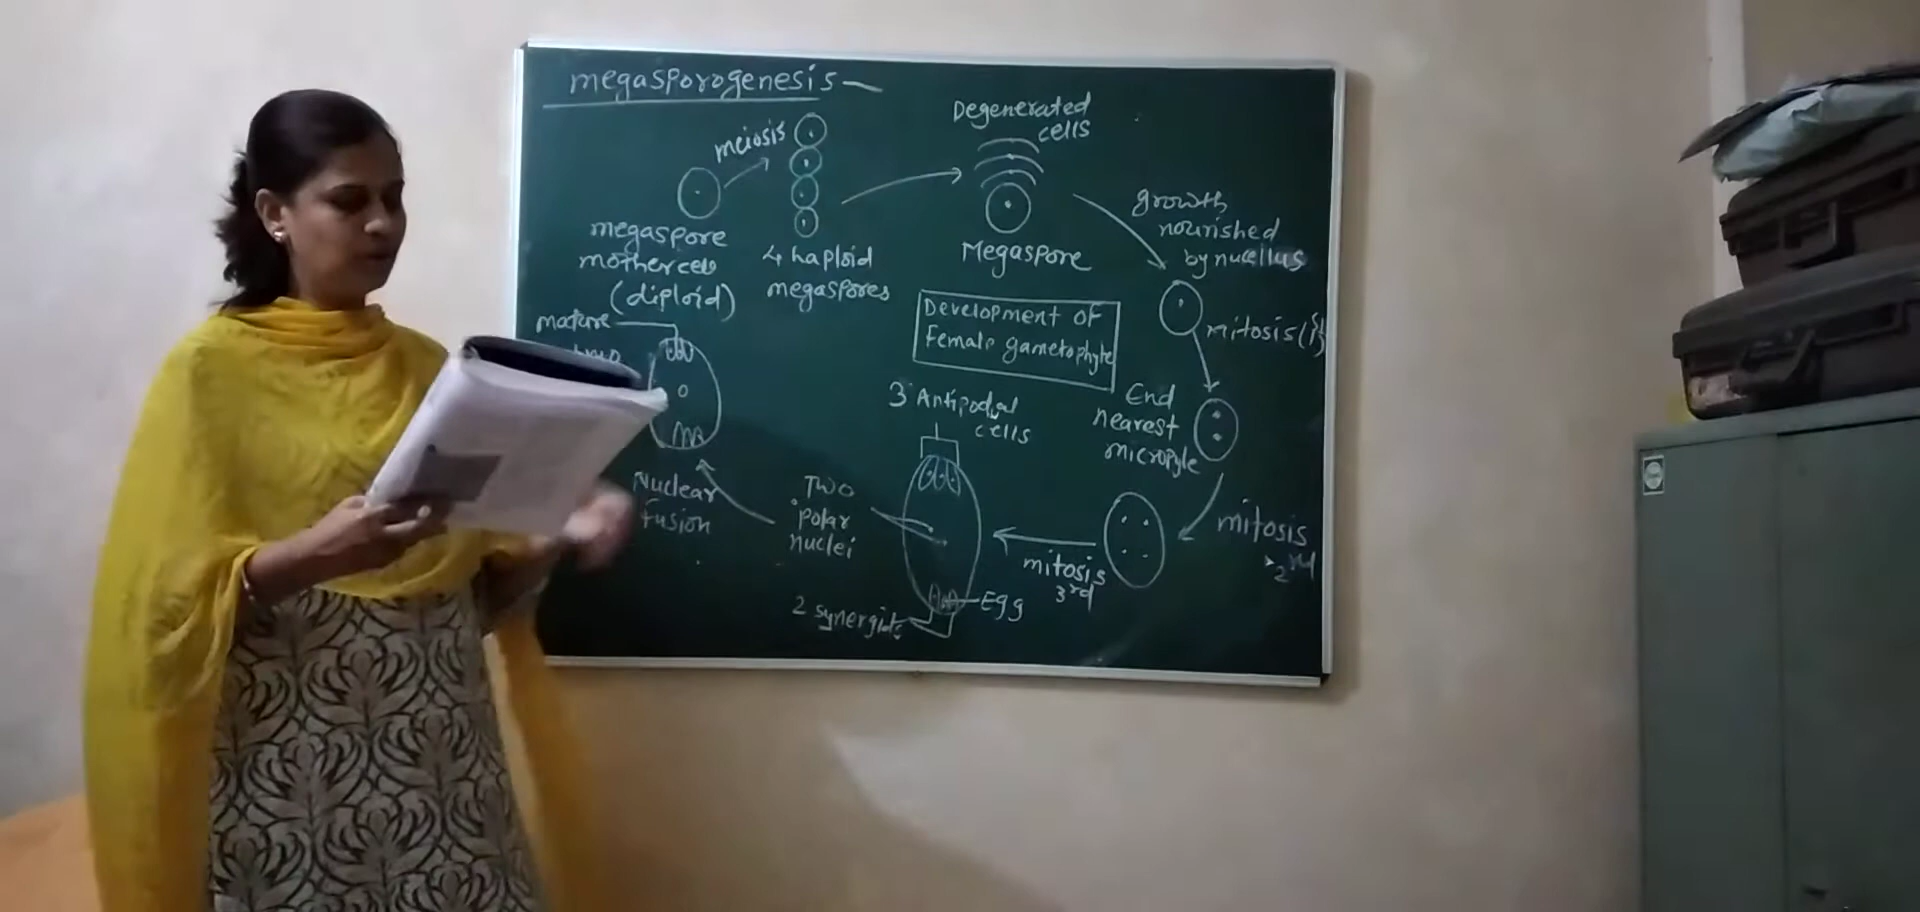 megasporogenesis
meiosis
megaspore
mother cell
(diploid)
4 haploid
megaspores
Degenerated
cells
Megaspore
growth
nourished
by nucellus
mitosis
Development of
Female gametophyte
End
nearest
micropyle
mitosis
2nd
mitosis
3rd
3 Antipodal
cells
Two
polar
nuclei
2 synergids
Egg
Nuclear
fusion
mature